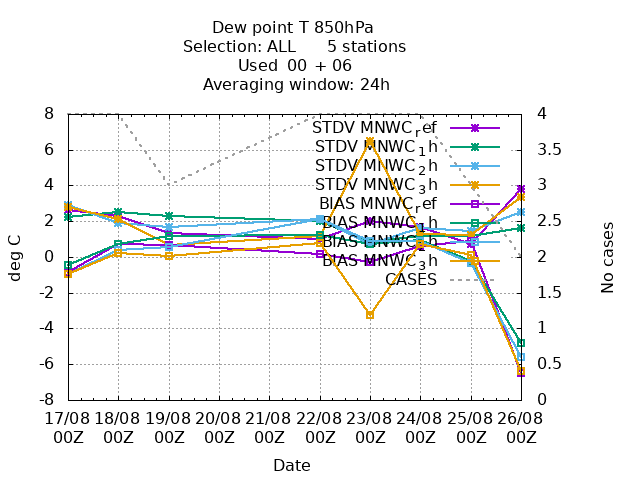 Dew point T 850hPa
Selection: ALL 5 stations
Used 00 + 06
Averaging window: 24h
8 4
6 3.5
4 3
2 2.5
0 2
-2 1.5
-4 1
-6 0.5
-8 0
deg C
No cases
STDV MNWC_ref
STDV MNWC_1h
STDV MNWC_2h
STDV MNWC_3h
BIAS MNWC_ref
BIAS MNWC_1h
BIAS MNWC_2h
BIAS MNWC_3h
CASES
17/08 18/08 19/08 20/08 21/08 22/08 23/08 24/08 25/08 26/08
00Z 00Z 00Z 00Z 00Z 00Z 00Z 00Z 00Z 00Z
Date